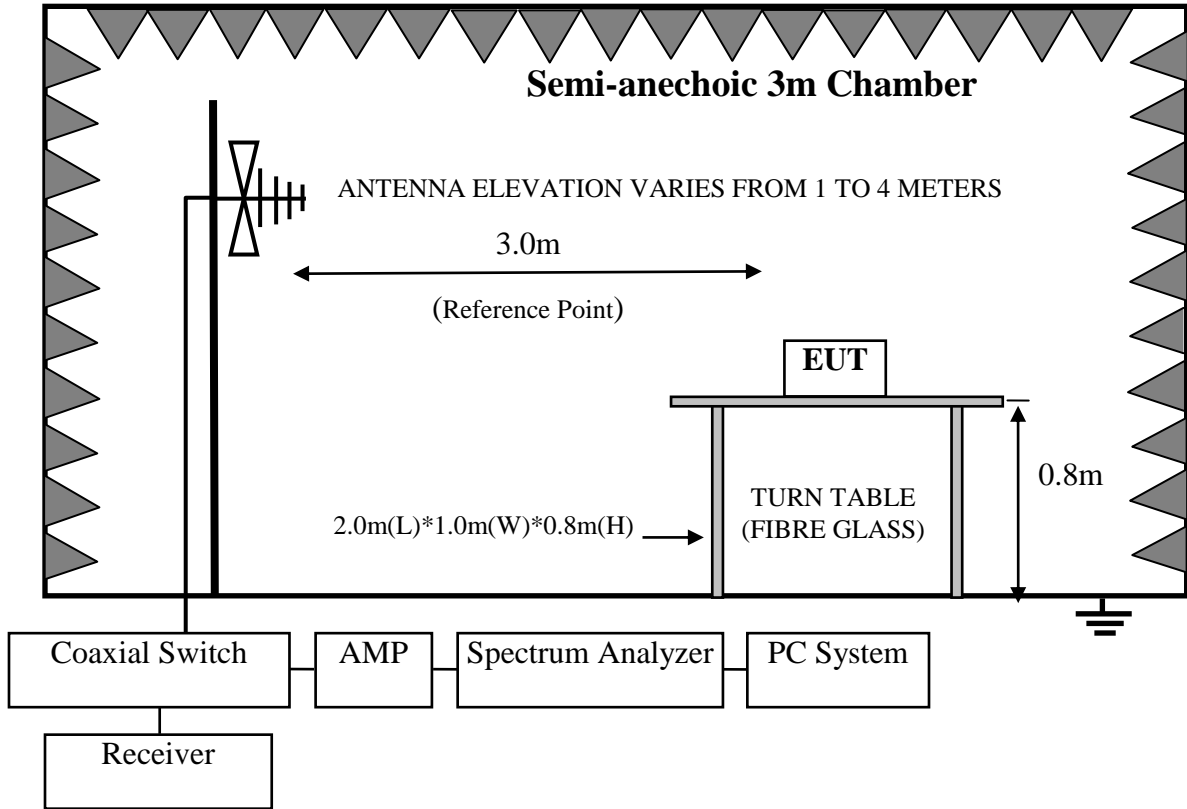 Semi-anechoic 3m Chamber
ANTENNA ELEVATION VARIES FROM 1 TO 4 METERS
3.0m
(Reference Point)
EUT
0.8m
TURN TABLE
(FIBRE GLASS)
2.0m(L)*1.0m(W)*0.8m(H)
Coaxial Switch
AMP
Spectrum Analyzer
PC System
Receiver